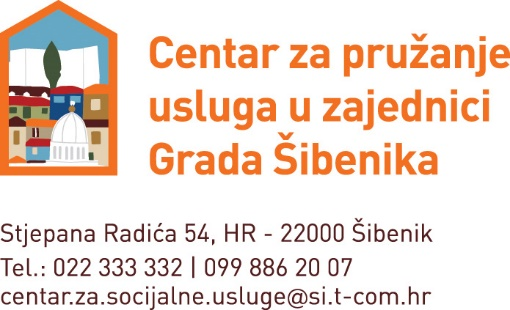 Centar za pružanje
usluga u zajednici
Grada Šibenika
Stjepana Radića 54, HR - 22000 Šibenik
Tel.: 022 333 332 | 099 886 20 07
centar.za.socijalne.usluge@si.t-com.hr